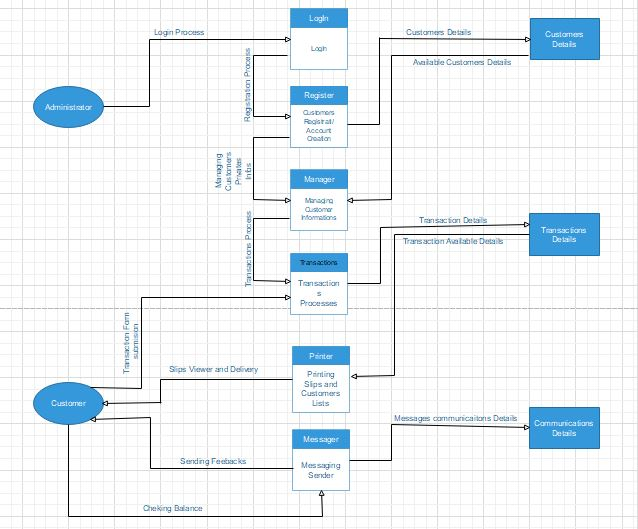 LogIn
Login
Login Process
Customers Details
Customers
Details
Available Customers Details
Registration Process
Administrator
Register
Customers
Registrati/
Account
Creation
Managing
Customers
Privates
Infos
Manager
Managing
Customer
Informations
Transactions Process
Transaction Details
Transactions
Details
Transaction Available Details
Transactions
Transaction
s
Processes
Transaction Form
submision
Printer
Printing
Slips and
Customers
Lists
Slips Viewer and Delivery
Customer
Messager
Messaging
Sender
Messages communicaitons Details
Communications
Details
Sending Feebacks
Cheking Balance